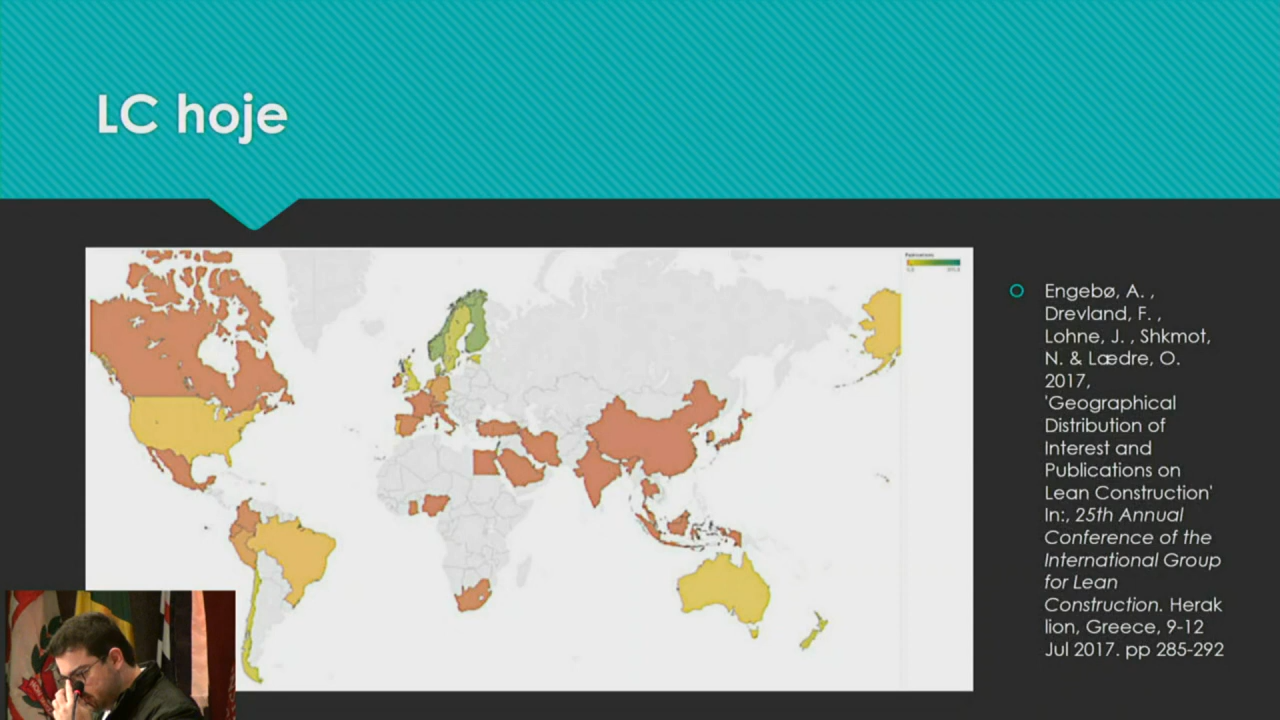 LC hoje
Publications
Engebø, A. ,
Drevland, F. ,
Lohne, J. , Shkmot,
N. & Lædre, O.
2017,
'Geographical
Distribution of
Interest and
Publications on
Lean Construction'
In:, 25th Annual
Conference of the
International Group
for Lean
Construction. Herak
lion, Greece, 9-12
Jul 2017. pp 285-292